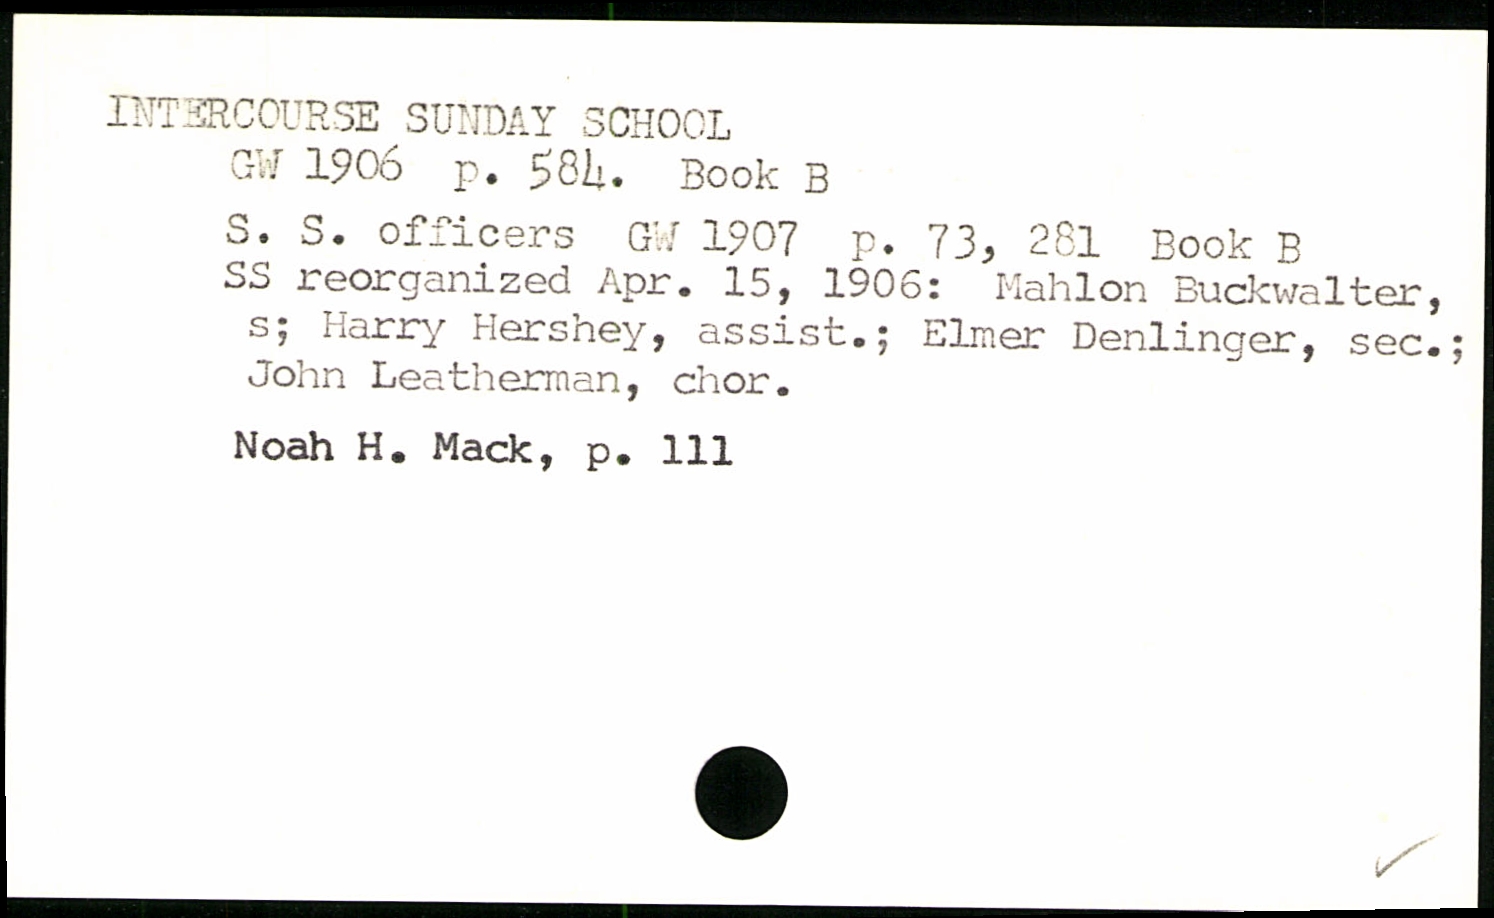 INTERCOURSE SUNDAY SCHOOL
GW 1906 p. 584. Book B
S. S. officers GW 1907 p. 73, 281 Book B
SS reorganized Apr. 15, 1906: Mahlon Buckwalter,
s; Harry Hershey, assist.; Elmer Denlinger, sec.;
John Leatherman, chor.
Noah H. Mack, p. 111